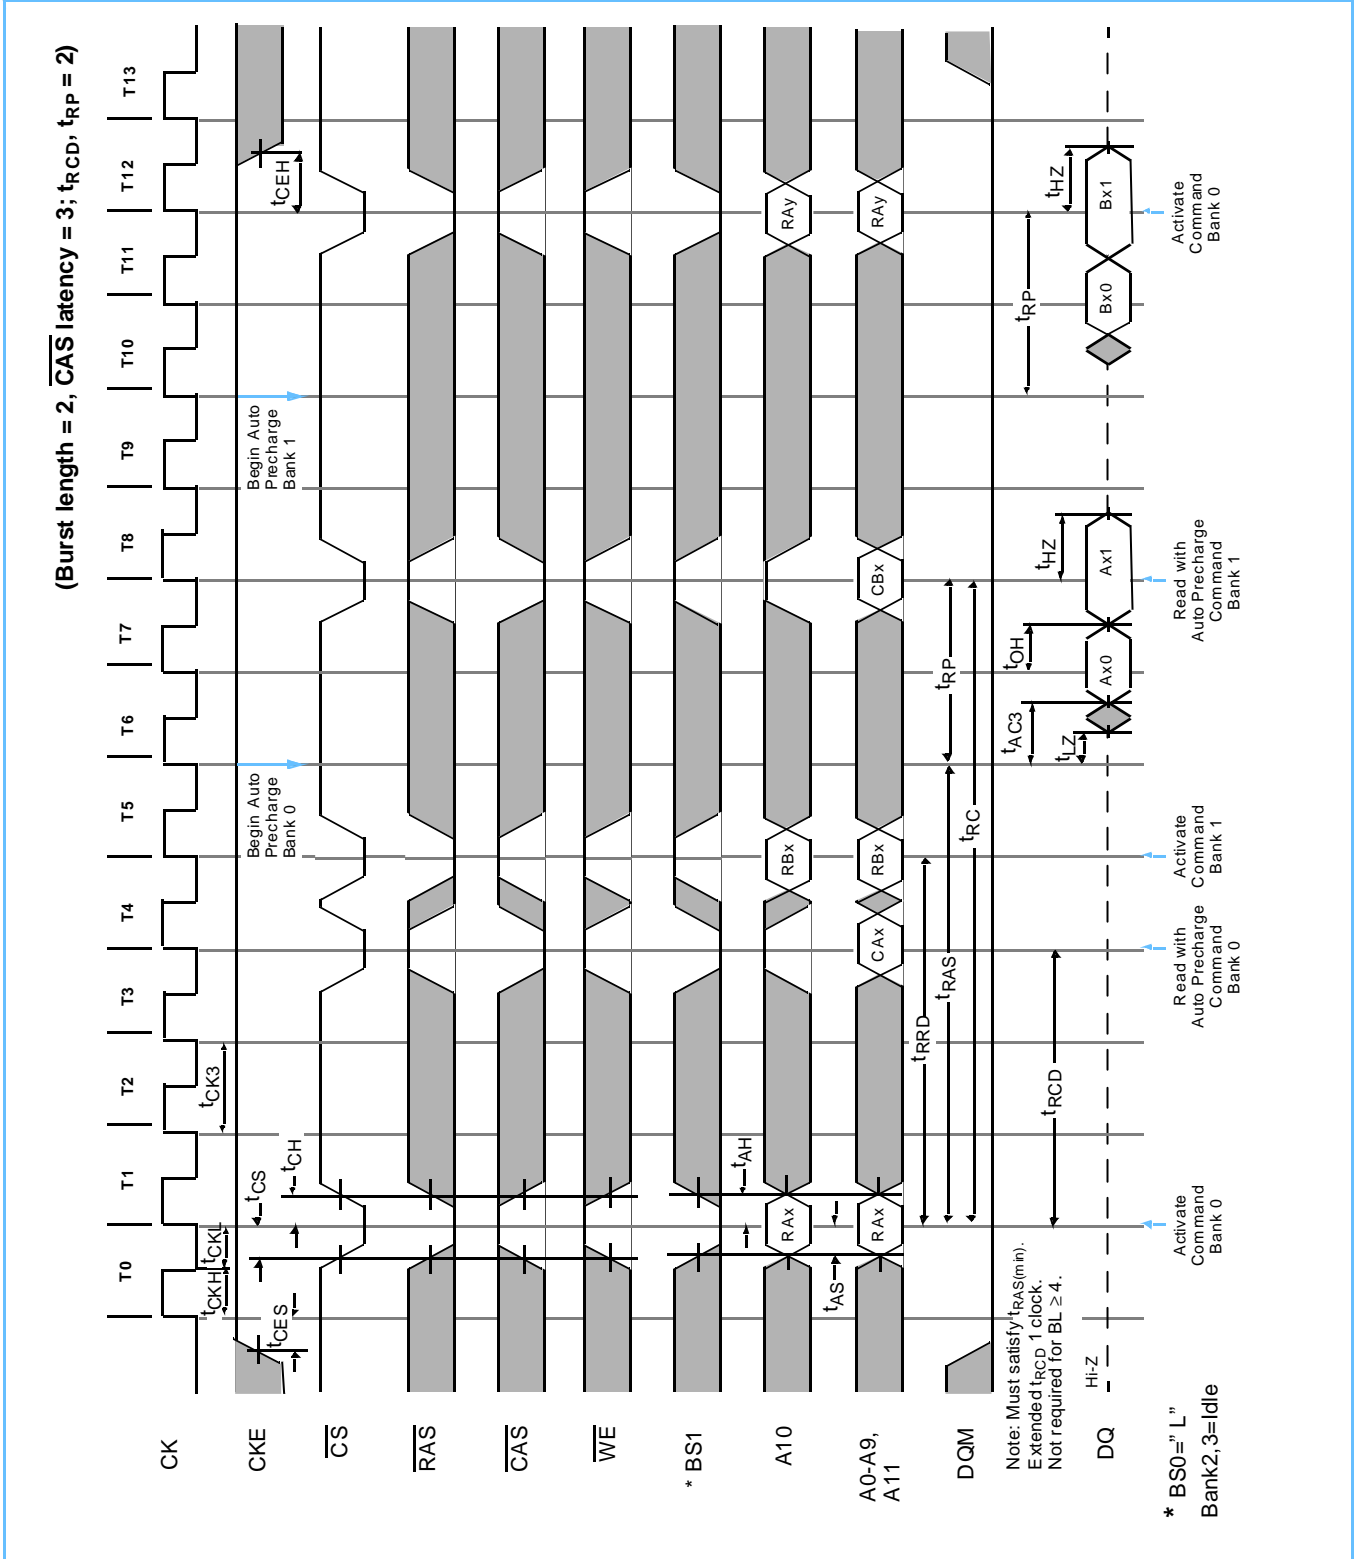 (Burst length = 2, CAS latency = 3; tRCD, tRP = 2)
T0 T1 T2 T3 T4 T5 T6 T7 T8 T9 T10 T11 T12 T13
CK
tCKH tCKL tCK3
CKE
tCES tCS tCH tCEH
Begin Auto
Precharge
Bank 0
Begin Auto
Precharge
Bank 1
CS
RAS
CAS
WE
* BS1
A10
RAx RBx RAy
tAS tAH
A0-A9,
A11
RAx CAx RBx CBx RAy
tRRD
tRAS tRP
tRC
DQM
Note: Must satisfy tRAS(min).
Extended tRCD 1 clock.
Not required for BL ≥ 4.
tRCD
tLZ tAC3 tOH tHZ tRP tHZ
DQ
Hi-Z
Ax0 Ax1 Bx0 Bx1
Activate
Command
Bank 0
Read with
Auto Precharge
Command
Bank 0
Activate
Command
Bank 1
Read with
Auto Precharge
Command
Bank 1
Activate
Command
Bank 0
* BS0=” L”
Bank2,3=Idle